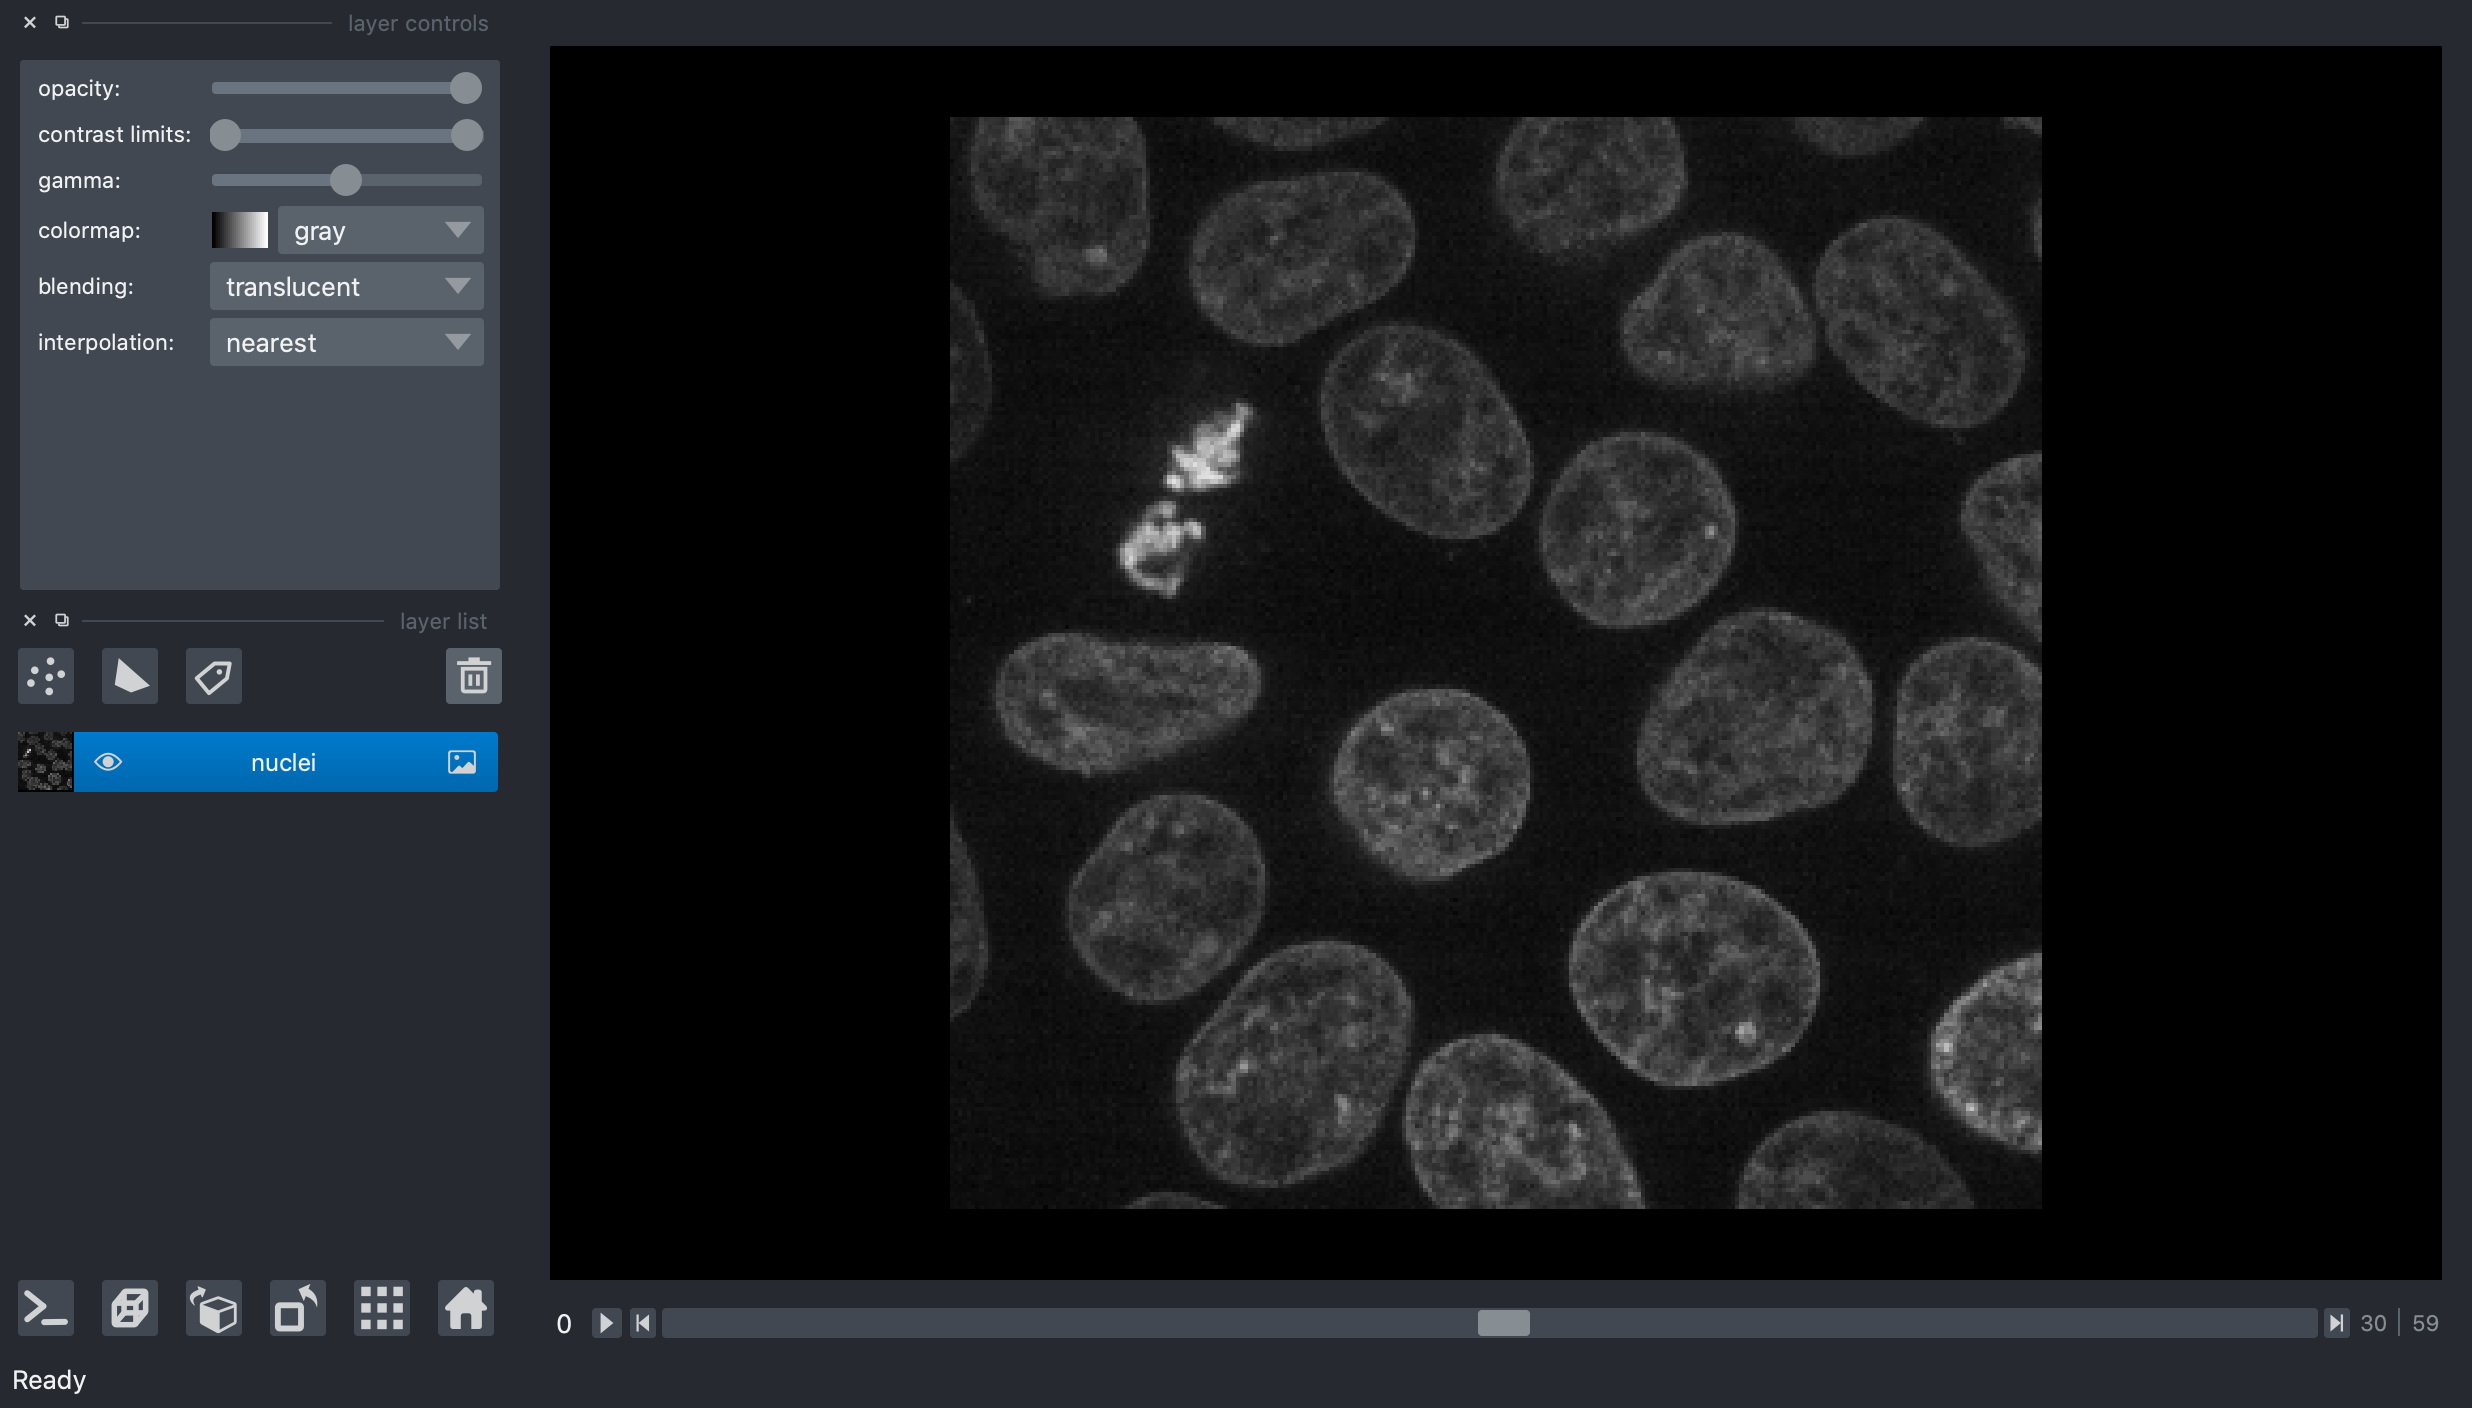 layer controls
opacity:
contrast limits:
gamma:
colormap: gray
blending: translucent
interpolation: nearest
layer list
nuclei
0 30 59
Ready